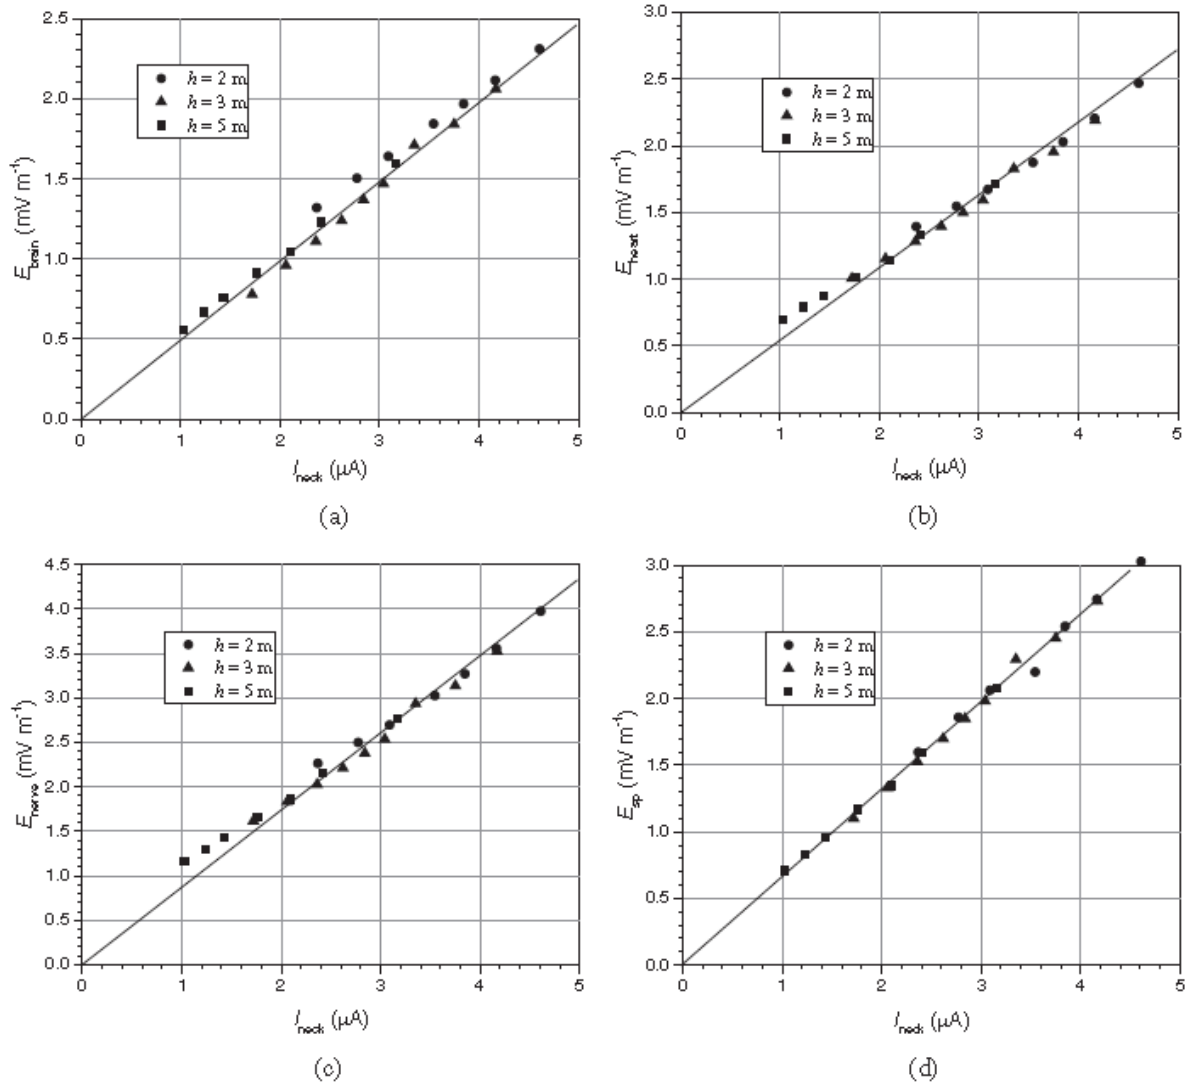 2.5
2.0
1.5
1.0
0.5
0.0
E_brain (mV m⁻¹)
h = 2 m
h = 3 m
h = 5 m
0 1 2 3 4 5
I_neck (μA)
(a)
3.0
2.5
2.0
1.5
1.0
0.5
0.0
E_heart (mV m⁻¹)
h = 2 m
h = 3 m
h = 5 m
0 1 2 3 4 5
I_neck (μA)
(b)
4.5
4.0
3.5
3.0
2.5
2.0
1.5
1.0
0.5
0.0
E_nerve (mV m⁻¹)
h = 2 m
h = 3 m
h = 5 m
0 1 2 3 4 5
I_neck (μA)
(c)
3.0
2.5
2.0
1.5
1.0
0.5
0.0
E_sp (mV m⁻¹)
h = 2 m
h = 3 m
h = 5 m
0 1 2 3 4 5
I_neck (μA)
(d)